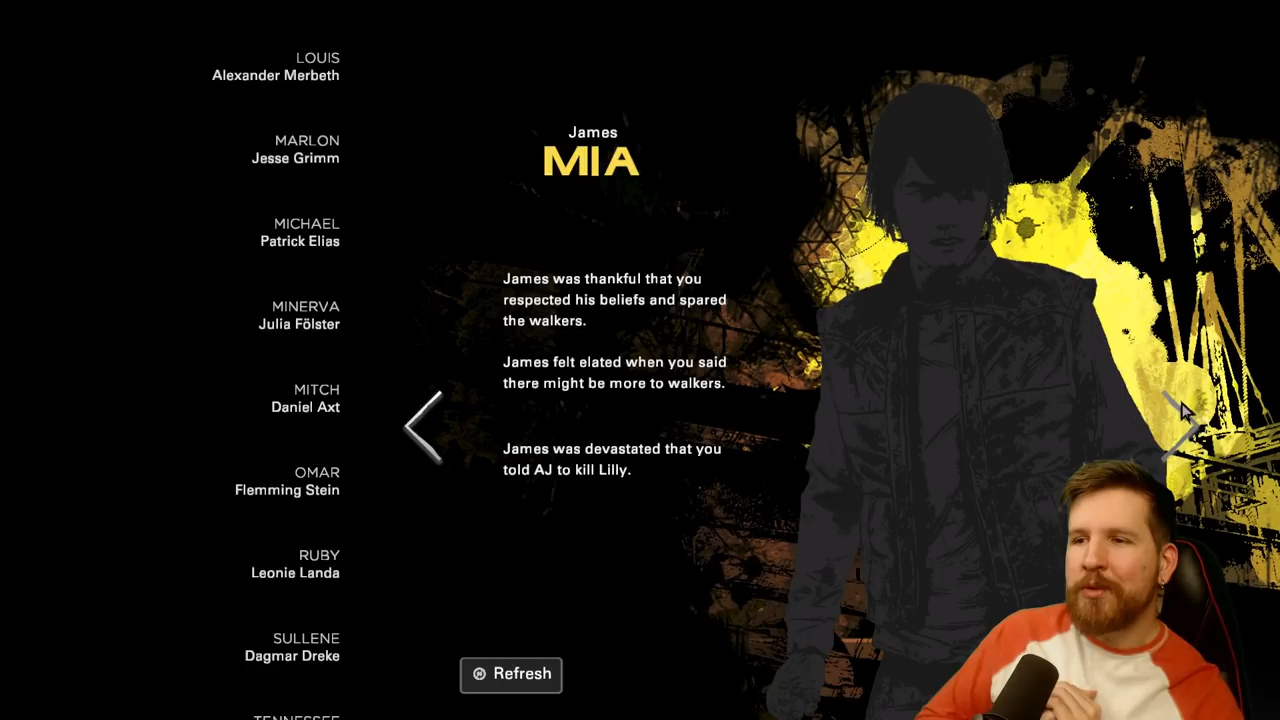 LOUIS
Alexander Merbeth
MARLON
Jesse Grimm
MICHAEL
Patrick Elias
MINERVA
Julia Fölster
MITCH
Daniel Axt
OMAR
Flemming Stein
RUBY
Leonie Landa
SULLENE
Dagmar Dreke
TENNESSEE
James
MIA
James was thankful that you
respected his beliefs and spared
the walkers.
James felt elated when you said
there might be more to walkers.
James was devastated that you
told AJ to kill Lilly.
Refresh